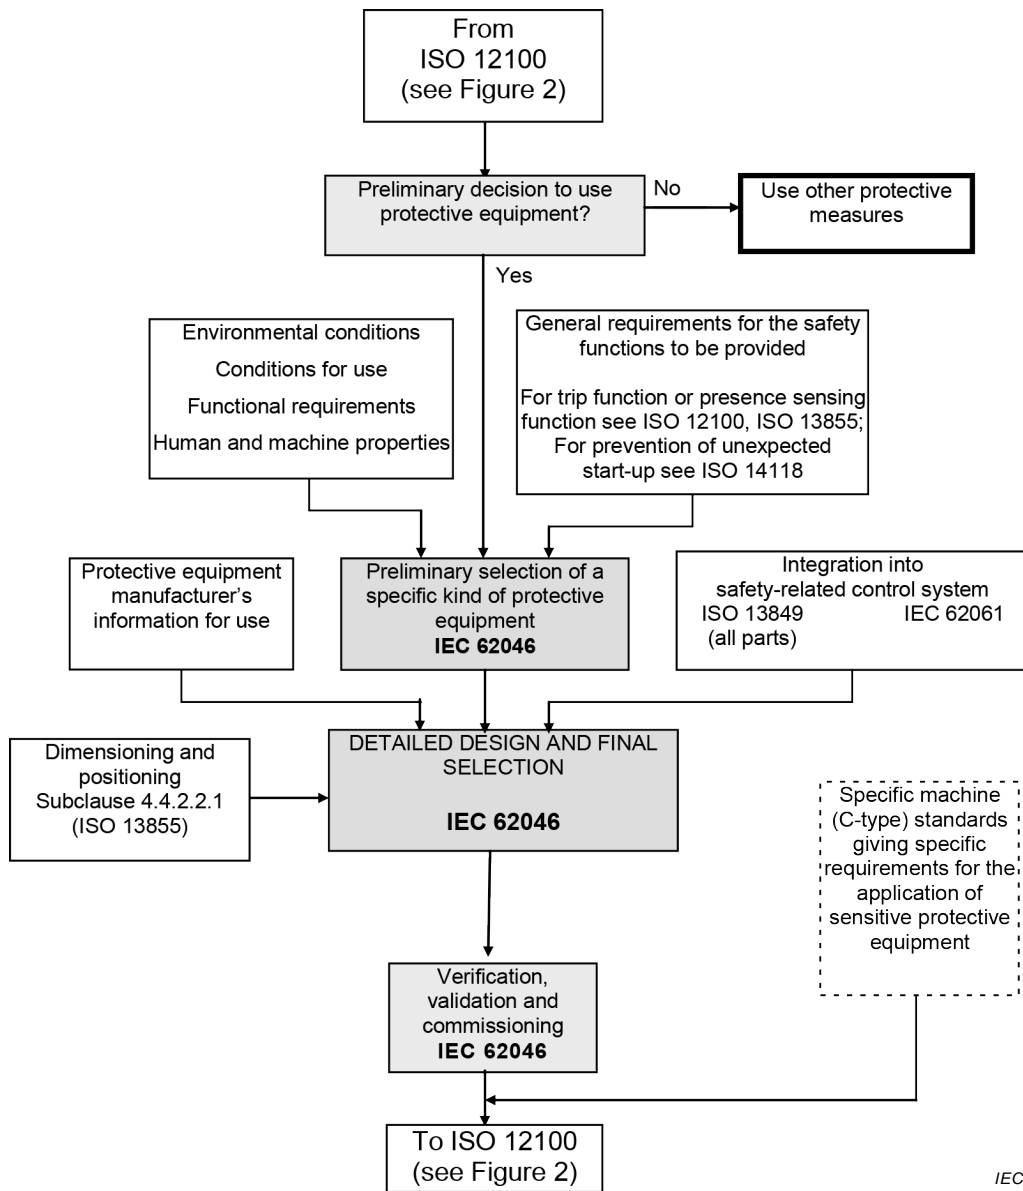 From
ISO 12100
(see Figure 2)
Preliminary decision to use
protective equipment?
No
Use other protective
measures
Yes
Environmental conditions
Conditions for use
Functional requirements
Human and machine properties
General requirements for the safety
functions to be provided
For trip function or presence sensing
function see ISO 12100, ISO 13855;
For prevention of unexpected
start-up see ISO 14118
Protective equipment
manufacturer's
information for use
Preliminary selection of a
specific kind of protective
equipment
IEC 62046
Integration into
safety-related control system
ISO 13849 IEC 62061
(all parts)
Dimensioning and
positioning
Subclause 4.4.2.2.1
(ISO 13855)
DETAILED DESIGN AND FINAL
SELECTION
IEC 62046
Specific machine
(C-type) standards
giving specific
requirements for the
application of
sensitive protective
equipment
Verification,
validation and
commissioning
IEC 62046
To ISO 12100
(see Figure 2)
IEC